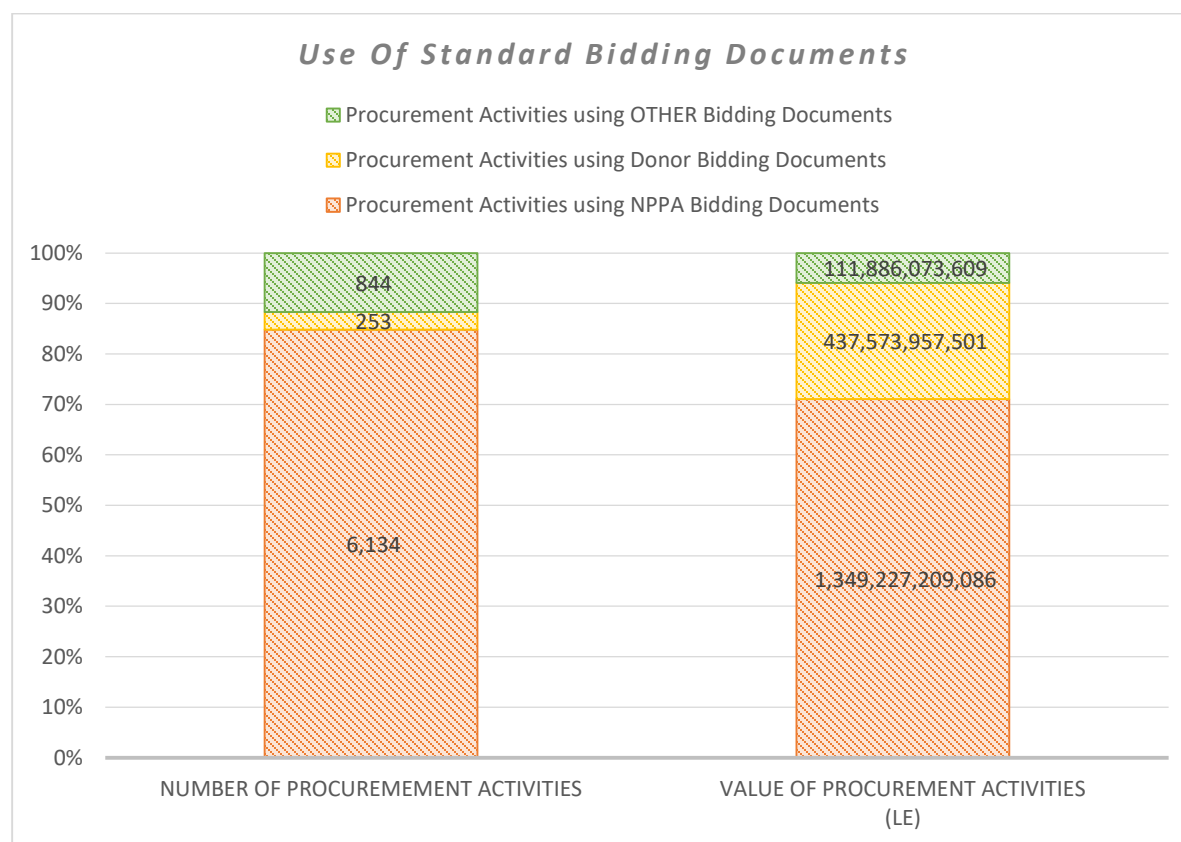 Use Of Standard Bidding Documents
Procurement Activities using OTHER Bidding Documents
Procurement Activities using Donor Bidding Documents
Procurement Activities using NPPA Bidding Documents
100%
90%
80%
70%
60%
50%
40%
30%
20%
10%
0%
844
253
6,134
111,886,073,609
437,573,957,501
1,349,227,209,086
NUMBER OF PROCUREMEMENT ACTIVITIES
VALUE OF PROCUREMENT ACTIVITIES
(LE)